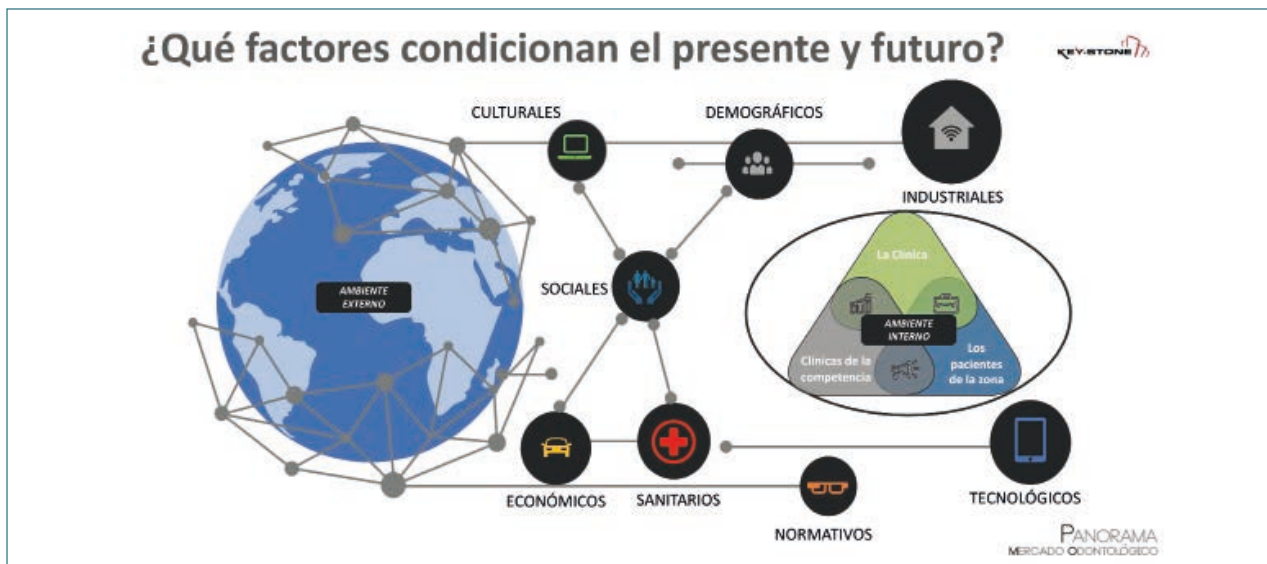 ¿Qué factores condicionan el presente y futuro?
KEY-STONE
CULTURALES
DEMOGRÁFICOS
INDUSTRIALES
AMBIENTE
EXTERNO
SOCIALES
La Clínica
AMBIENTE
INTERNO
Clínicas de la
competencia
Los
pacientes
de la zona
ECONÓMICOS
SANITARIOS
NORMATIVOS
TECNOLÓGICOS
PANORAMA
MERCADO ODONTOLÓGICO